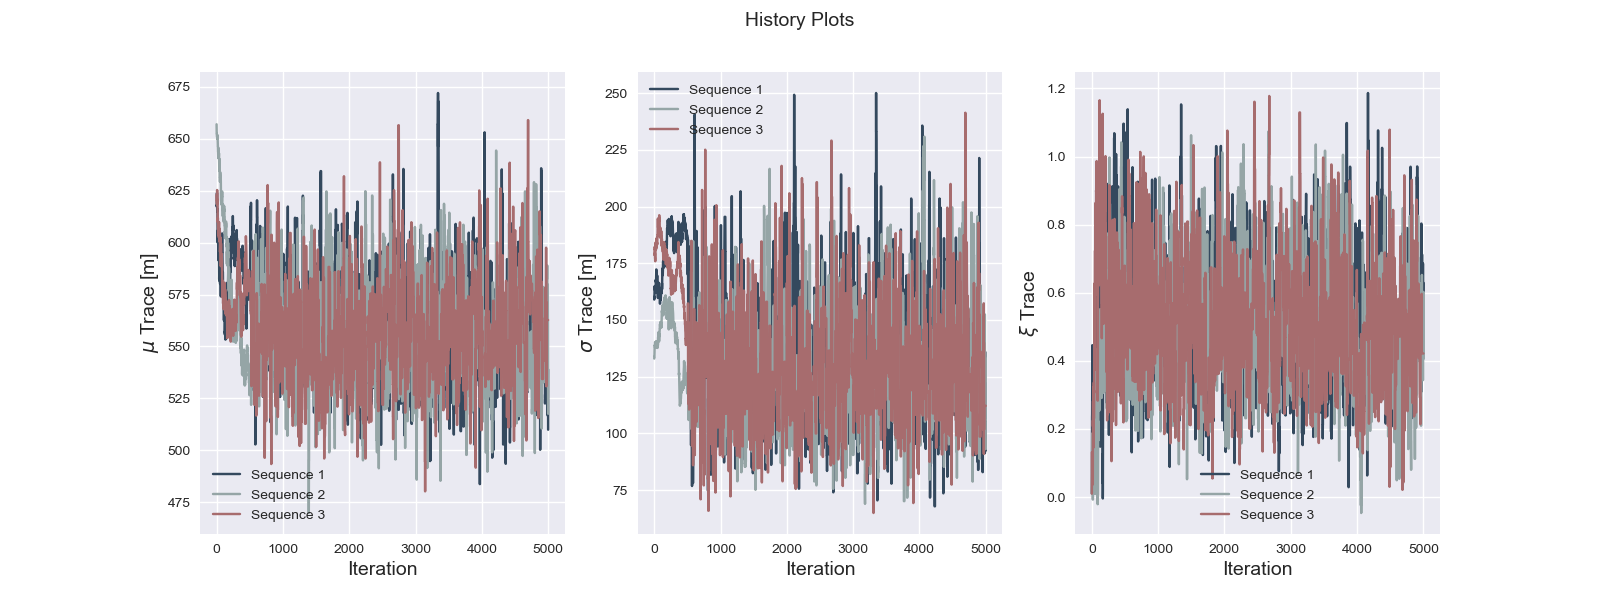 History Plots
μ Trace [m]
675
650
625
600
575
550
525
500
475
Sequence 1
Sequence 2
Sequence 3
0 1000 2000 3000 4000 5000
Iteration
σ Trace [m]
250
225
200
175
150
125
100
75
Sequence 1
Sequence 2
Sequence 3
0 1000 2000 3000 4000 5000
Iteration
ξ Trace
1.2
1.0
0.8
0.6
0.4
0.2
0.0
Sequence 1
Sequence 2
Sequence 3
0 1000 2000 3000 4000 5000
Iteration